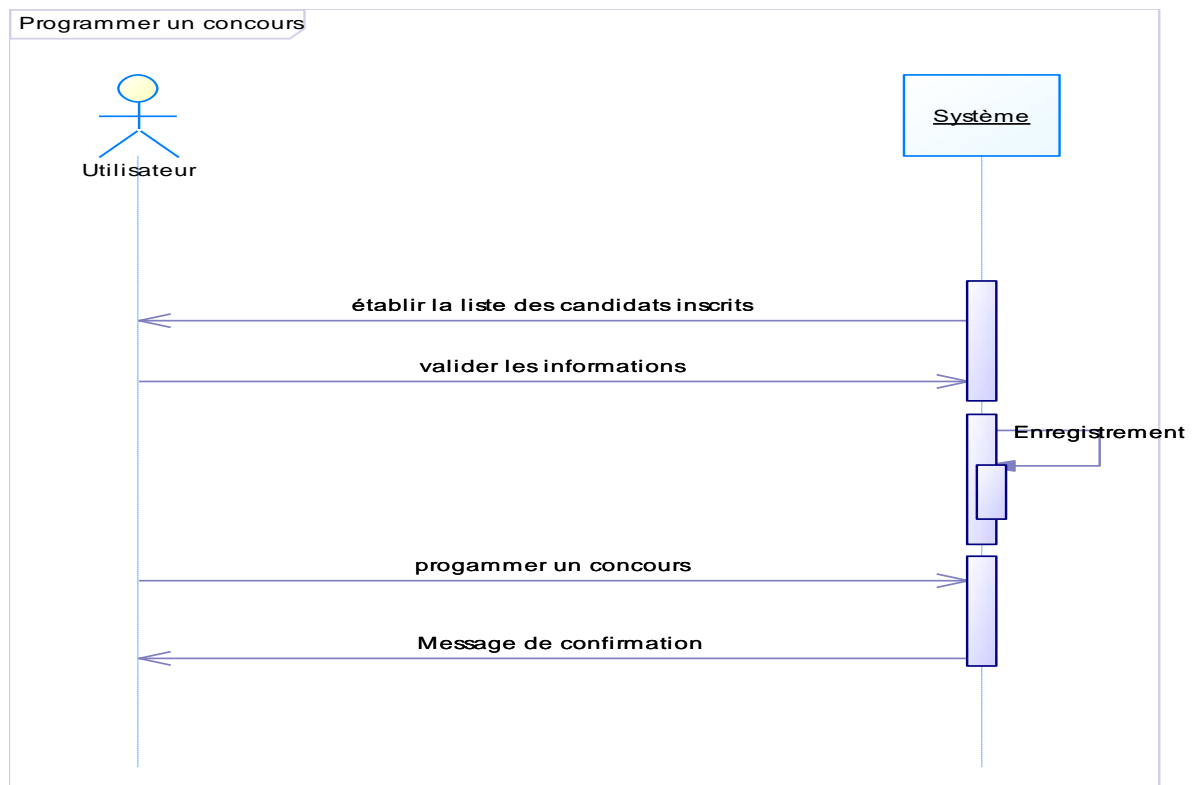 Programmer un concours
Utilisateur
Système
établir la liste des candidats inscrits
valider les informations
Enregistrement
progammer un concours
Message de confirmation